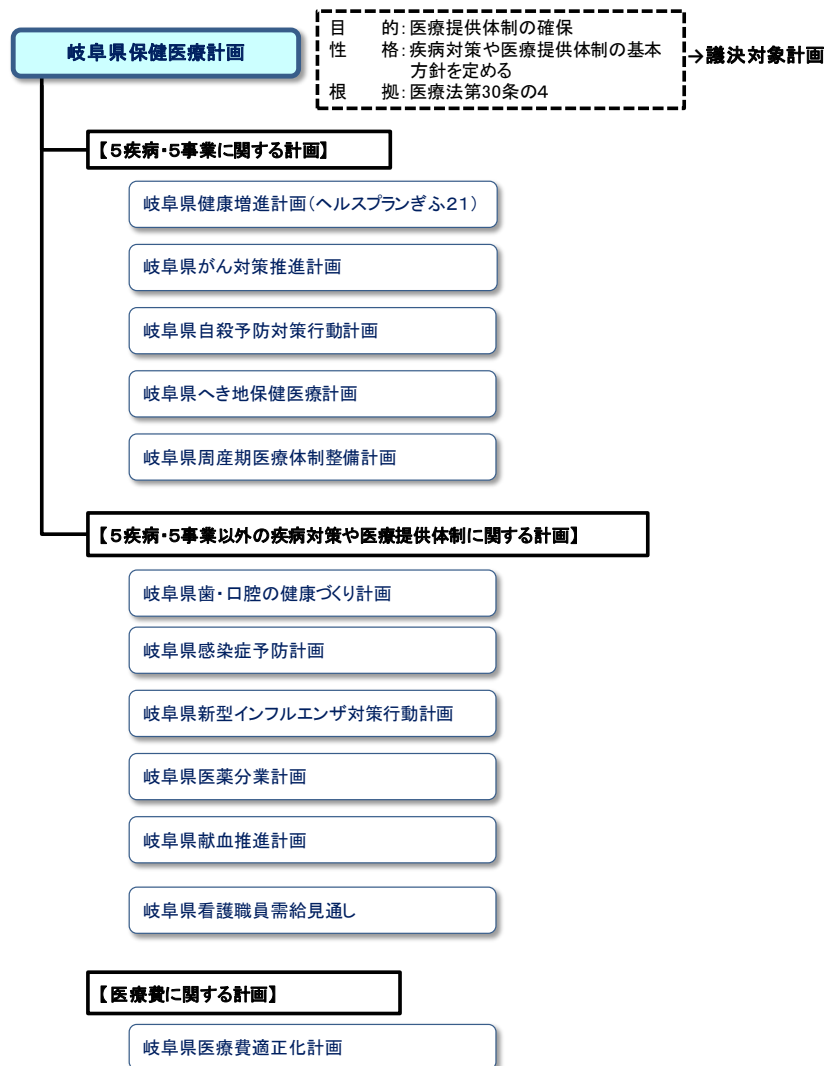 岐阜県保健医療計画
目　　的：医療提供体制の確保
性　　格：疾病対策や医療提供体制の基本
方針を定める
根　　拠：医療法第30条の4
→議決対象計画
【５疾病・５事業に関する計画】
岐阜県健康増進計画（ヘルスプランぎふ２１）
岐阜県がん対策推進計画
岐阜県自殺予防対策行動計画
岐阜県へき地保健医療計画
岐阜県周産期医療体制整備計画
【５疾病・５事業以外の疾病対策や医療提供体制に関する計画】
岐阜県歯・口腔の健康づくり計画
岐阜県感染症予防計画
岐阜県新型インフルエンザ対策行動計画
岐阜県医薬分業計画
岐阜県献血推進計画
岐阜県看護職員需給見通し
【医療費に関する計画】
岐阜県医療費適正化計画